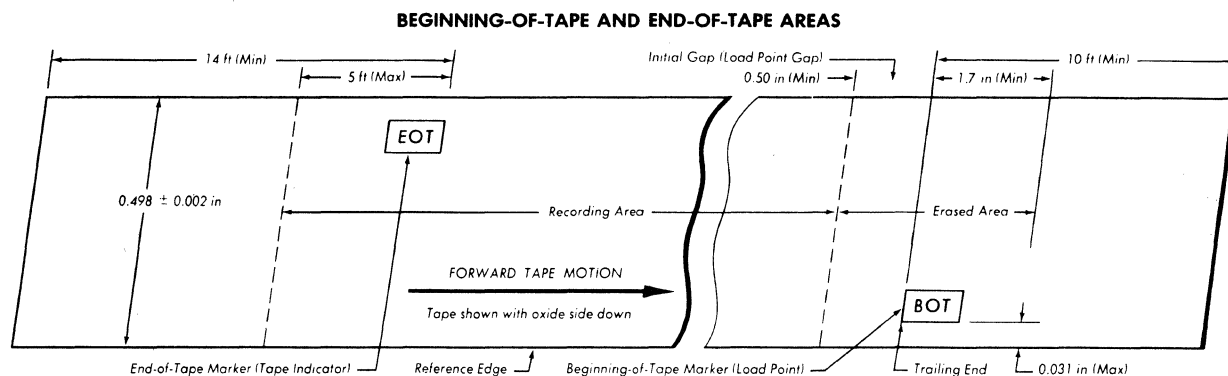 BEGINNING-OF-TAPE AND END-OF-TAPE AREAS
14 ft (Min)
Initial Gap (Load Point Gap)
10 ft (Min)
5 ft (Max)
0.50 in (Min)
1.7 in (Min)
EOT
0.498 ± 0.002 in
Recording Area
Erased Area
FORWARD TAPE MOTION
Tape shown with oxide side down
BOT
End-of-Tape Marker (Tape Indicator)
Reference Edge
Beginning-of-Tape Marker (Load Point)
Trailing End
0.031 in (Max)